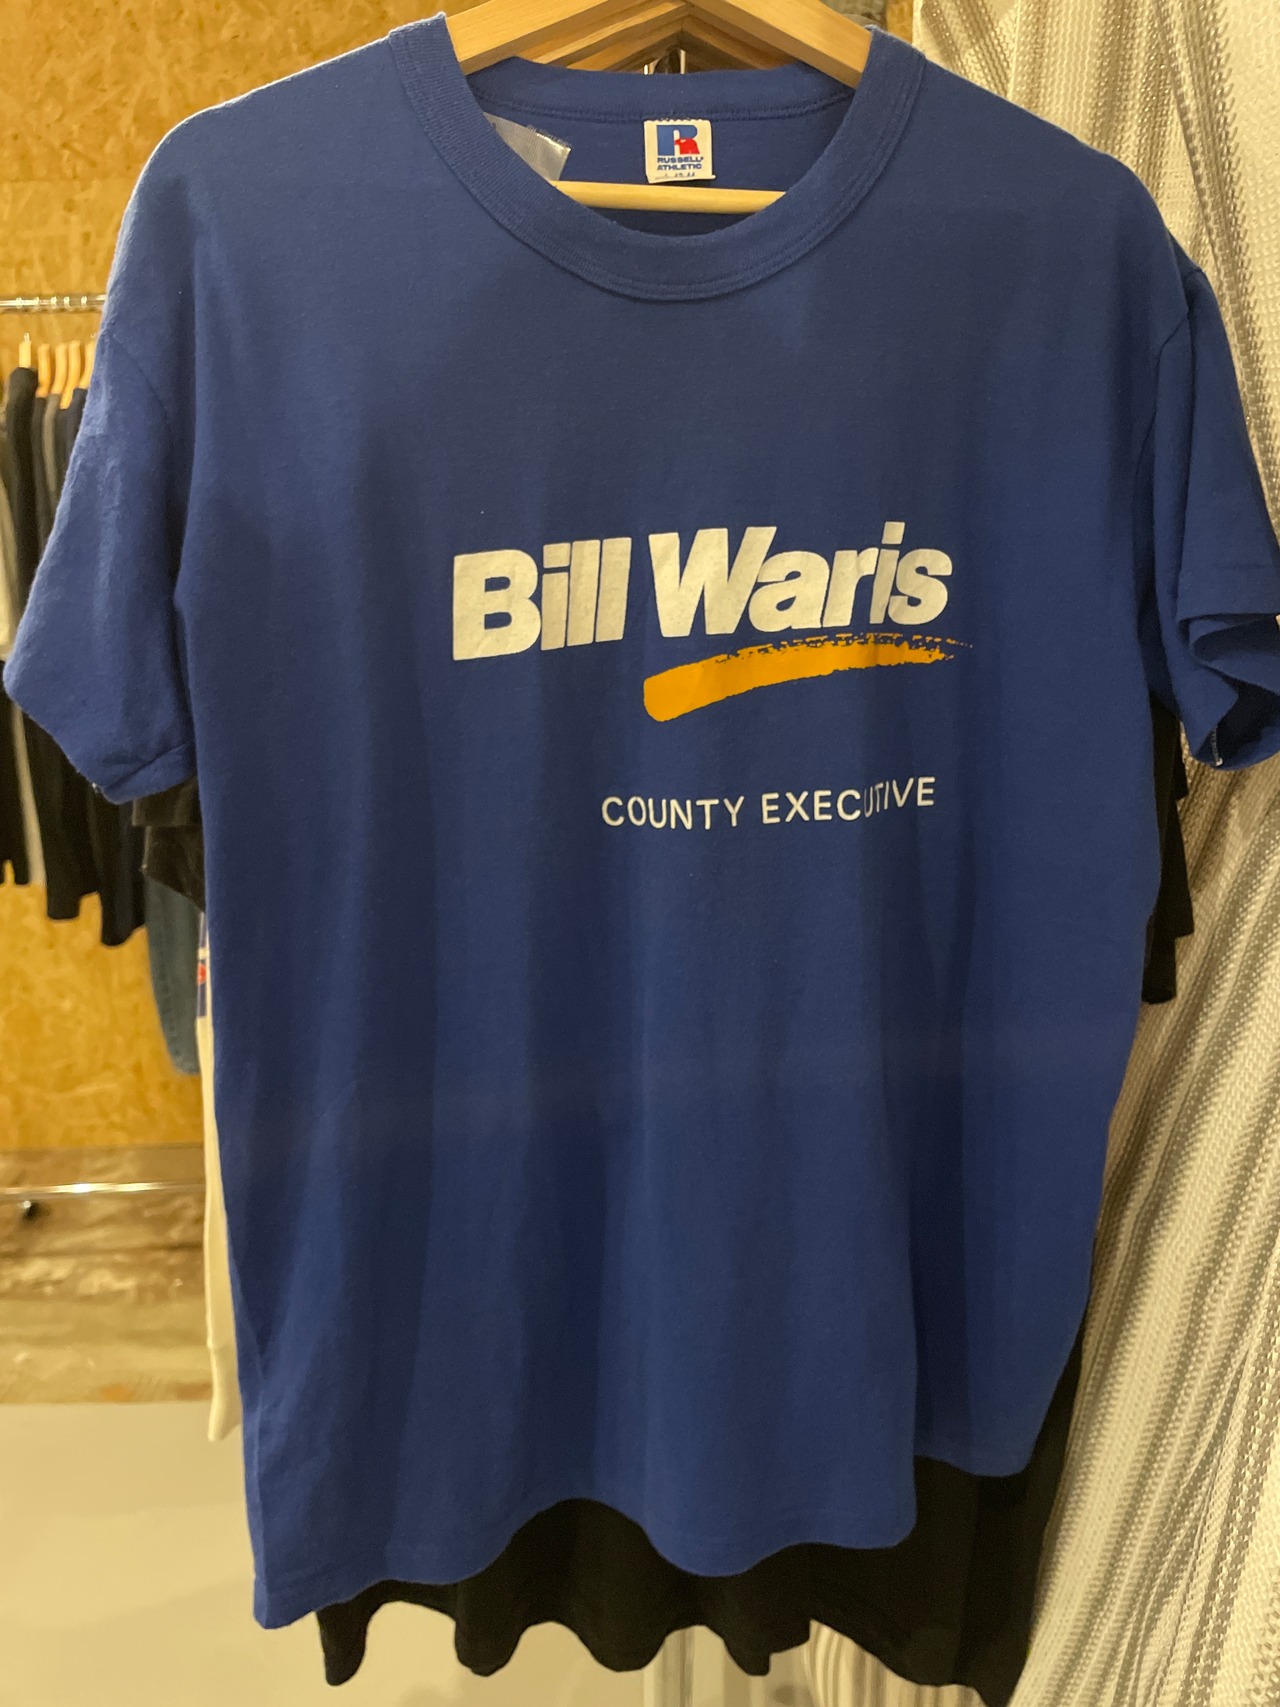 R
RUSSELL
ATHLETIC
Bill Waris
COUNTY EXECUTIVE